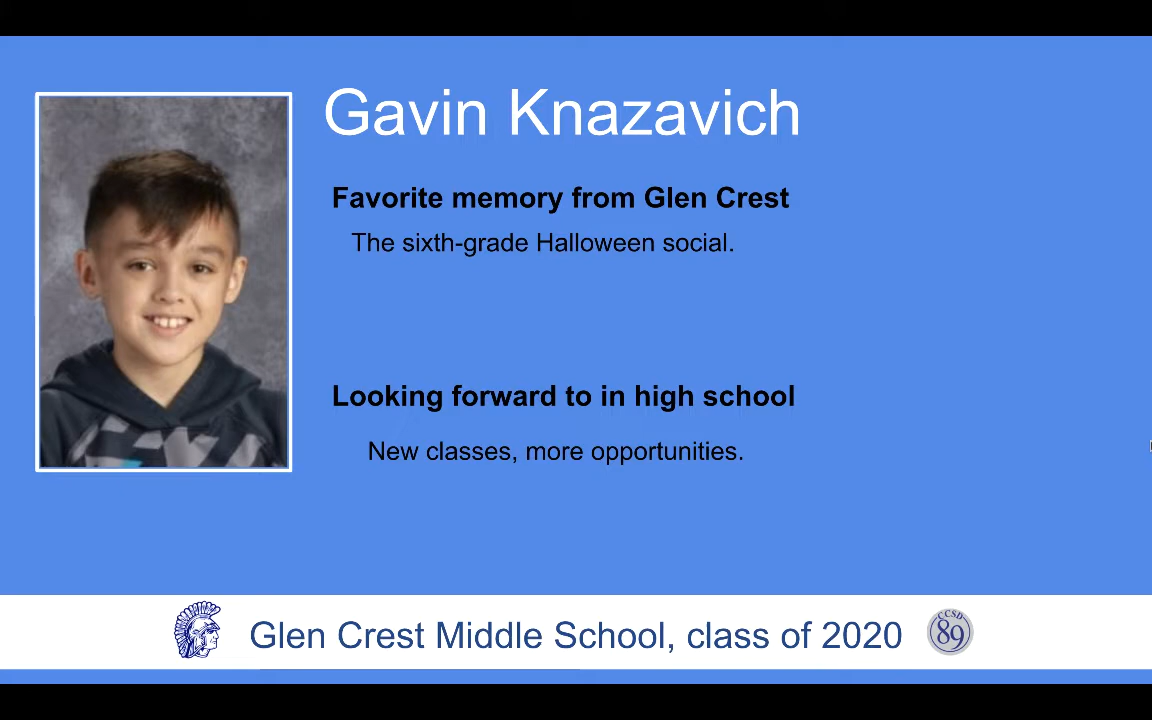 Gavin Knazavich
Favorite memory from Glen Crest
The sixth-grade Halloween social.
Looking forward to in high school
New classes, more opportunities.
Glen Crest Middle School, class of 2020
CCSD
89